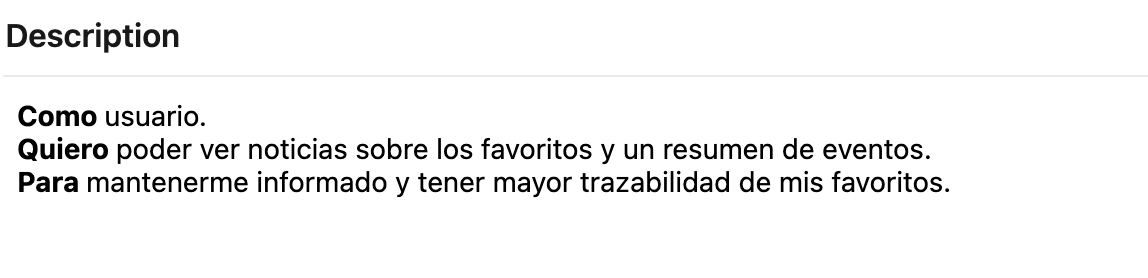 Description
Como usuario.
Quiero poder ver noticias sobre los favoritos y un resumen de eventos.
Para mantenerme informado y tener mayor trazabilidad de mis favoritos.